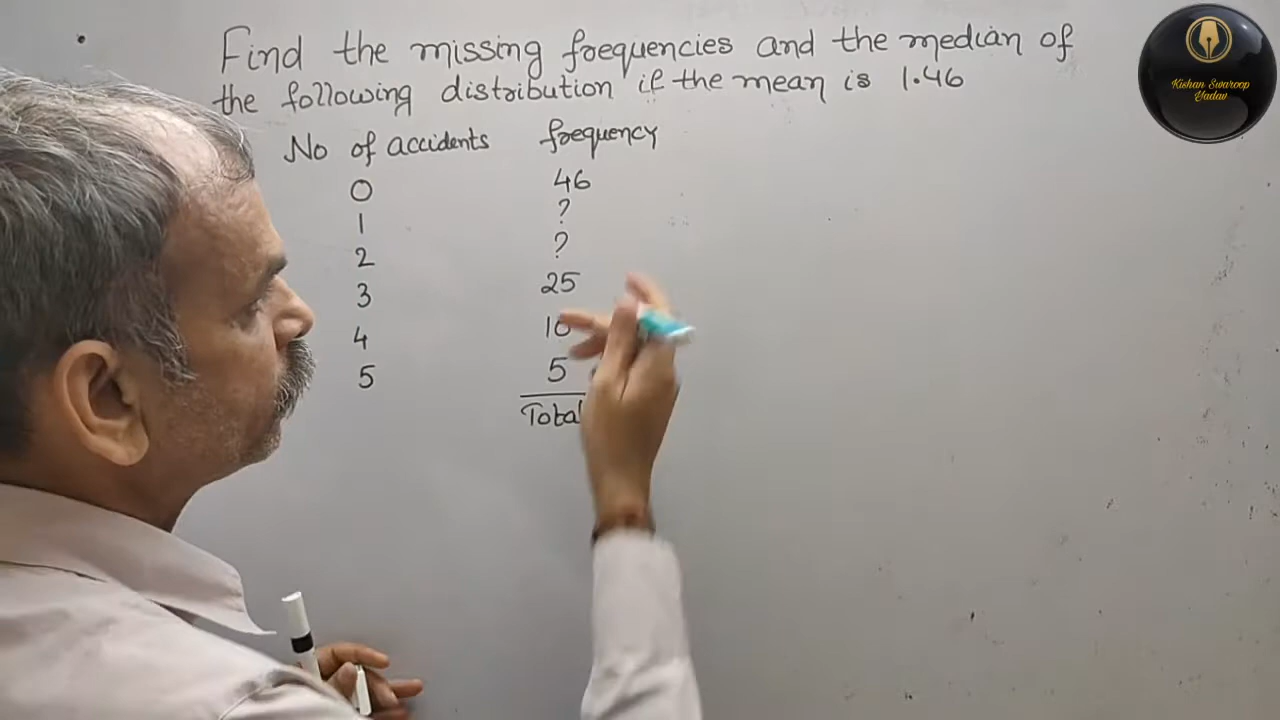 Find the missing frequencies and the median of
the following distribution if the mean is 1.46
No of accidents frequency
0 46
1 ?
2 ?
3 25
4 10
5 5
Total
Kishan Swaroop
Yadav